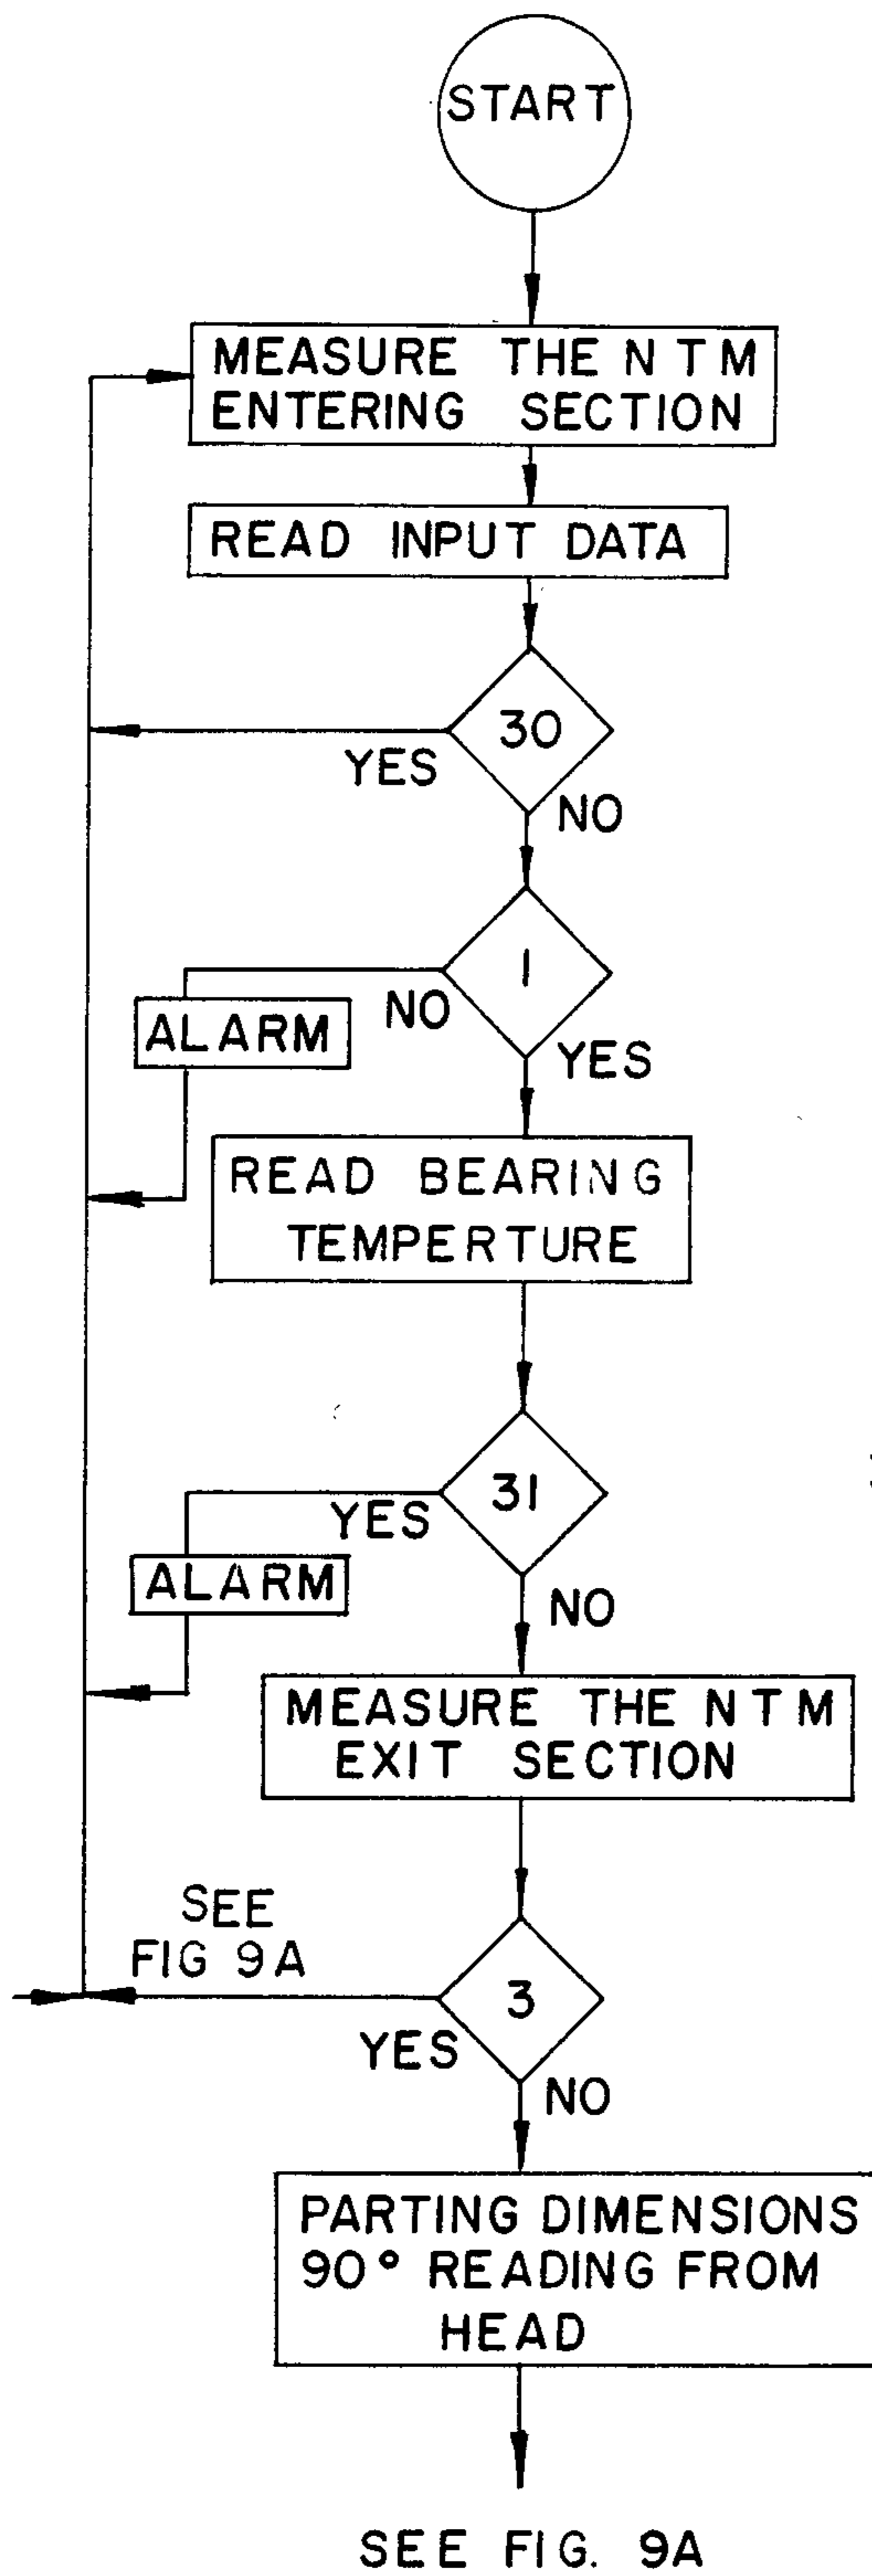 START
MEASURE THE N T M
ENTERING SECTION
READ INPUT DATA
30
YES
NO
1
NO
ALARM
YES
READ BEARING
TEMPERTURE
31
YES
ALARM
NO
MEASURE THE N T M
EXIT SECTION
SEE
FIG 9A
3
YES
NO
PARTING DIMENSIONS
90° READING FROM
HEAD
SEE FIG. 9A